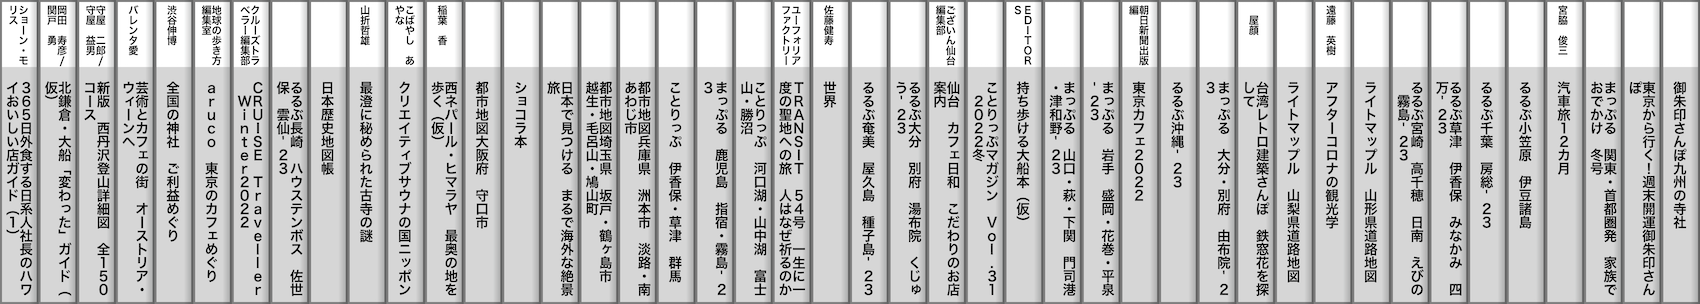 御朱印さんぽ九州の寺社
東京から行く!週末開運御朱印さん
ぽ
まっぷる 関東・首都圏発 家族で
おでかけ 冬号
宮脇 俊三
汽車旅12カ月
るるぶ小笠原 伊豆諸島
るるぶ千葉 房総'23
るるぶ草津 伊香保 みなかみ 四
万'23
るるぶ宮崎 高千穂 日南 えびの
霧島'23
ライトマップル 山形県道路地図
遠藤 英樹
アフターコロナの観光学
ライトマップル 山梨県道路地図
屋顔
台湾レトロ建築さんぽ 鉄窓花を探
して
まっぷる 大分・別府 由布院'2
3
るるぶ沖縄'23
朝日新聞出版
編
東京カフェ2022
まっぷる 岩手 盛岡・花巻・平泉
'23
まっぷる 山口・萩・下関 門司港
・津和野'23
EDITOR
S
持ち歩ける大船本(仮)
ことりっぷマガジン Vol.31
2022冬
ございん仙台
編集部
仙台 カフェ日和 こだわりのお店
案内
るるぶ大分 別府 湯布院 くじゅ
う'23
るるぶ奄美 屋久島 種子島'23
佐藤健寿
世界
ユーフォリア
ファクトリー
TRANSIT 54号 一生に一
度の聖地への旅 人はなぜ祈るのか
ことりっぷ 河口湖・山中湖 富士
山・勝沼
まっぷる 鹿児島 指宿・霧島'2
3
ことりっぷ 伊香保・草津 群馬
都市地図兵庫県 洲本市 淡路・南
あわじ市
都市地図埼玉県 坂戸・鶴ヶ島市
越生・毛呂山・鳩山町
日本で見つける まるで海外な絶景
旅
ショコラ本
都市地図大阪府 守口市
稲葉 香
西ネパール・ヒマラヤ 最奥の地を
歩く(仮)
こばやし あ
やな
クリエイティブサウナの国ニッポン
山折哲雄
最澄に秘められた古寺の謎
日本歴史地図帳
るるぶ長崎 ハウステンボス 佐世
保 雲仙'23
クルーズトラ
ベラー編集部
CRUISE Traveller
Winter2022
地球の歩き方
編集室
aruco 東京のカフェめぐり
渋谷伸博
全国の神社 ご利益めぐり
バレンタ愛
芸術とカフェの街 オーストリア・
ウィーンへ
守屋 二郎/
守屋 益男
新版 西丹沢登山詳細図 全150
コース
岡田 寿彦/
関戸 勇
北鎌倉・大船「変わった」ガイド(
仮)
ショーン・モ
リス
365日外食する日系人社長のハワ
イおいしい店ガイド(1)